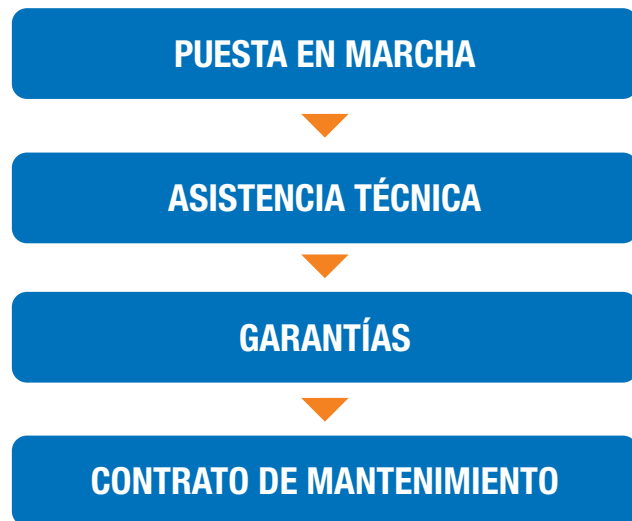 PUESTA EN MARCHA
ASISTENCIA TÉCNICA
GARANTÍAS
CONTRATO DE MANTENIMIENTO